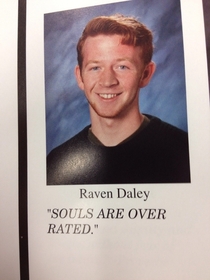 Raven Daley
"SOULS ARE OVER
RATED."